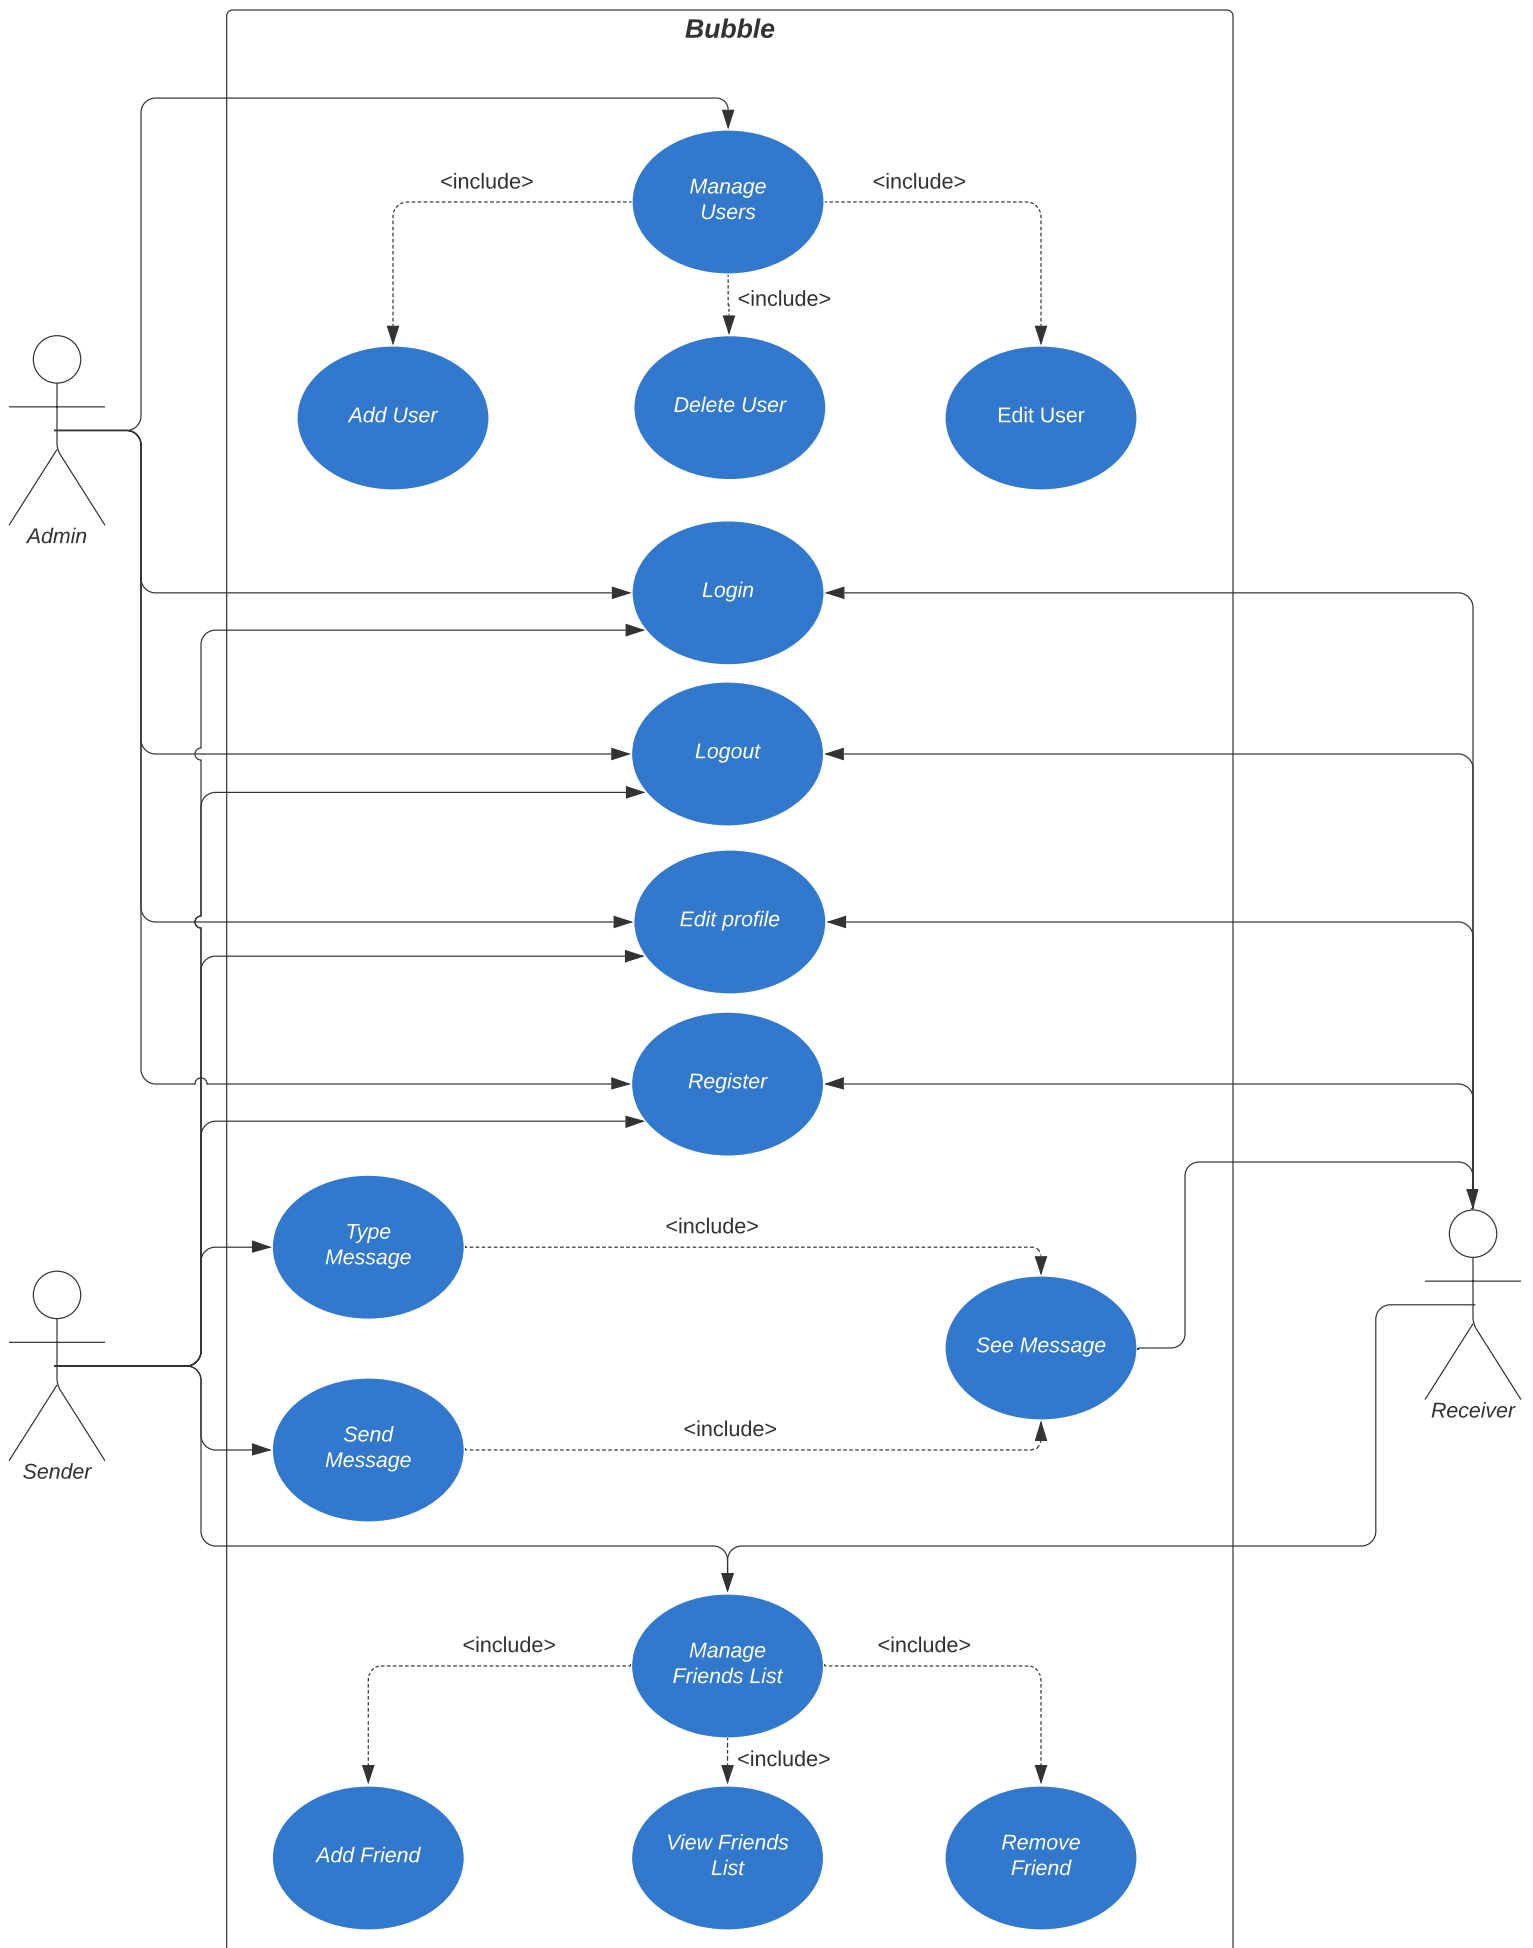 Bubble
<include>
Manage
Users
<include>
<include>
Add User
Delete User
Edit User
Admin
Login
Logout
Edit profile
Register
Type
Message
<include>
See Message
Receiver
Send
Message
<include>
Sender
<include>
Manage
Friends List
<include>
<include>
Add Friend
View Friends
List
Remove
Friend